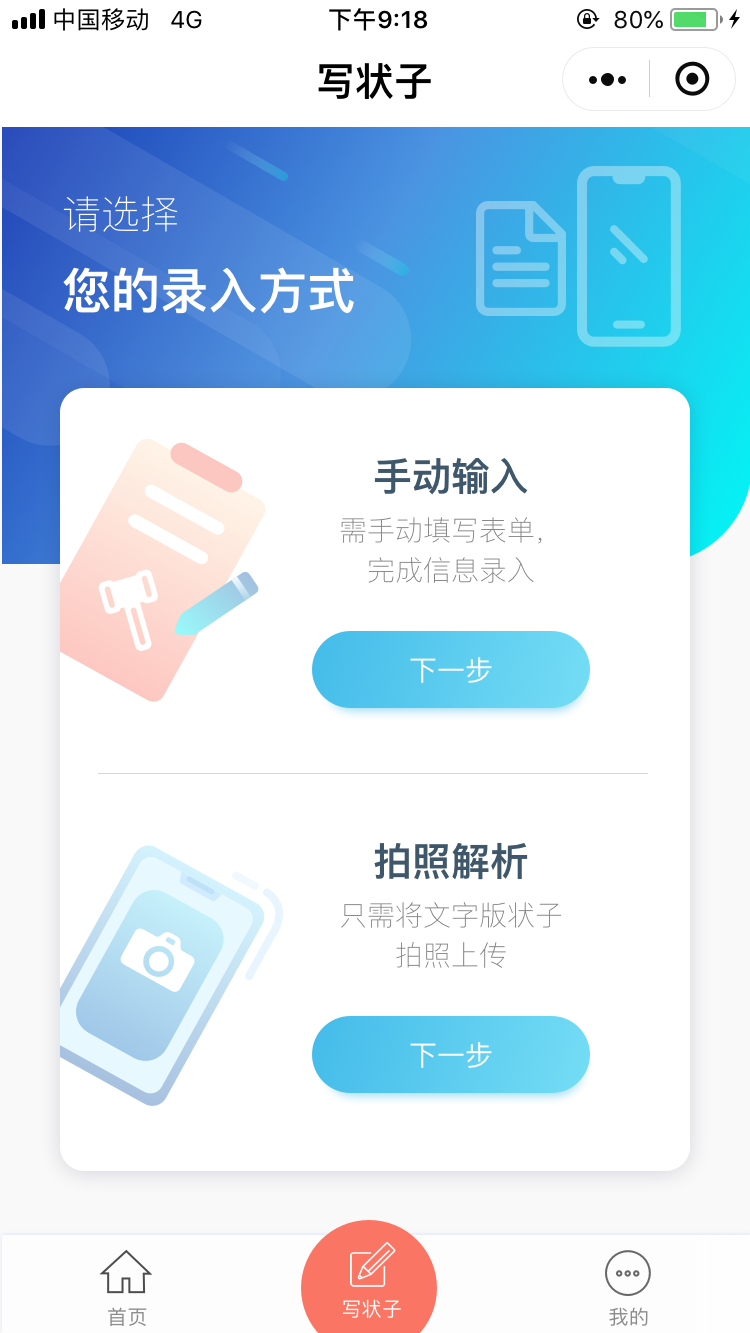 中国移动 4G 下午9:18 80%
写状子
请选择
您的录入方式
手动输入
需手动填写表单，
完成信息录入
下一步
拍照解析
只需将文字版状子
拍照上传
下一步
首页 写状子 我的